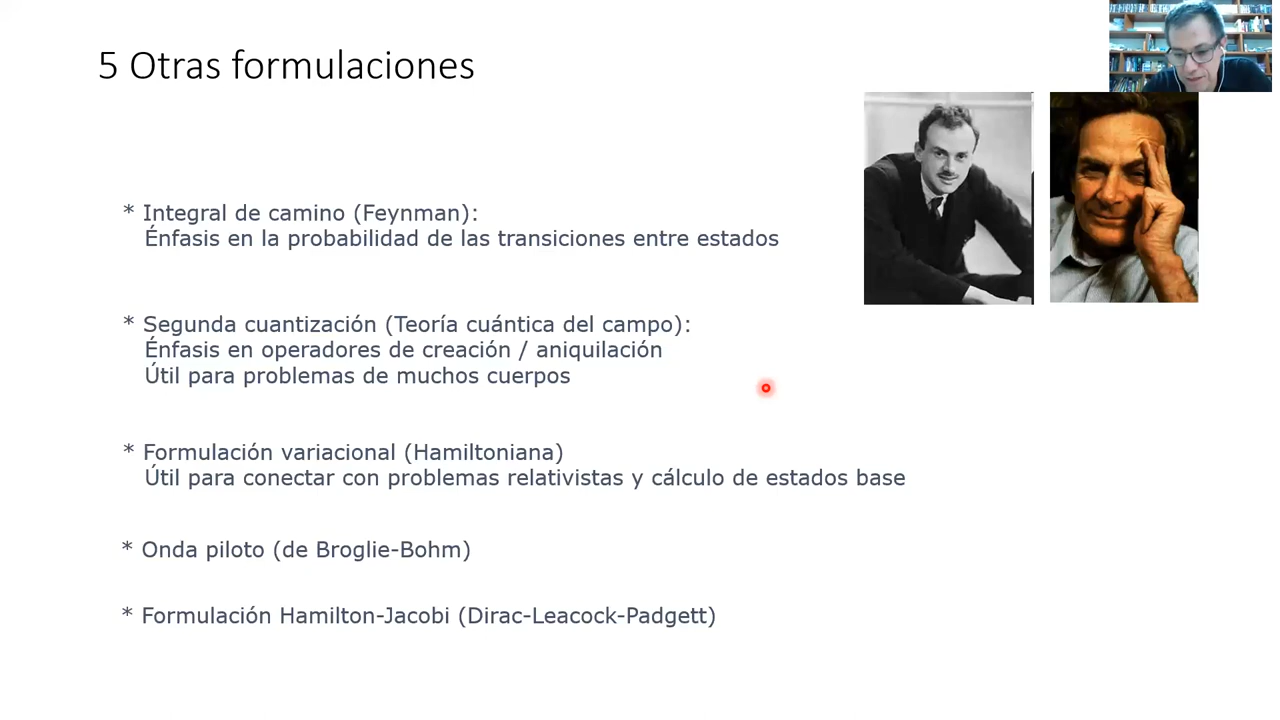 5 Otras formulaciones
* Integral de camino (Feynman):
Énfasis en la probabilidad de las transiciones entre estados
* Segunda cuantización (Teoría cuántica del campo):
Énfasis en operadores de creación / aniquilación
Útil para problemas de muchos cuerpos
* Formulación variacional (Hamiltoniana)
Útil para conectar con problemas relativistas y cálculo de estados base
* Onda piloto (de Broglie-Bohm)
* Formulación Hamilton-Jacobi (Dirac-Leacock-Padgett)